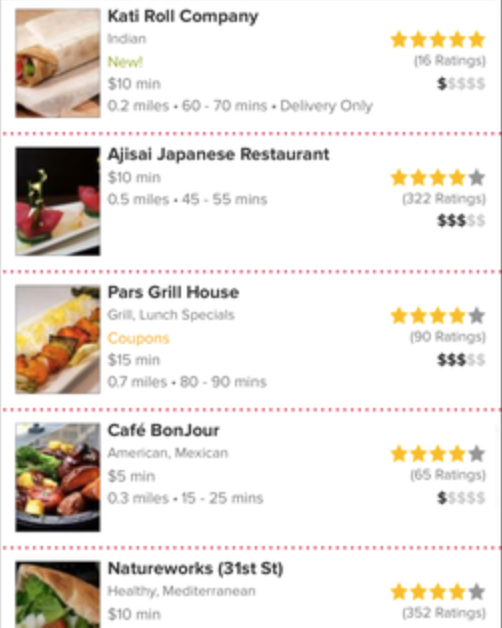 Kati Roll Company
Indian
New!
$10 min
0.2 miles • 60 - 70 mins • Delivery Only
(16 Ratings)
$$$$$
Ajisai Japanese Restaurant
$10 min
0.5 miles • 45 - 55 mins
(322 Ratings)
$$$$$
Pars Grill House
Grill, Lunch Specials
Coupons
$15 min
0.7 miles • 80 - 90 mins
(90 Ratings)
$$$$$
Café BonJour
American, Mexican
$5 min
0.3 miles • 15 - 25 mins
(65 Ratings)
$$$$$
Natureworks (31st St)
Healthy, Mediterranean
$10 min
(352 Ratings)